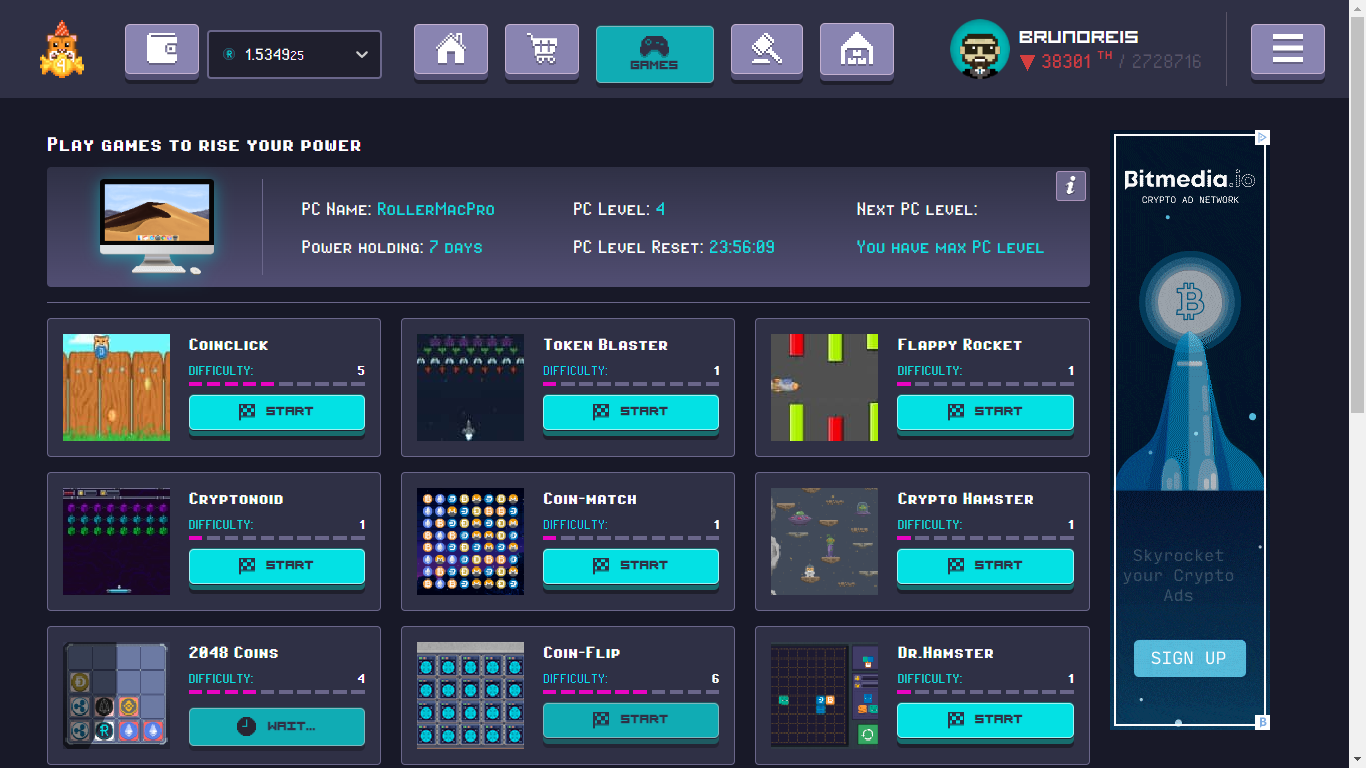 1.534925
GAMES
BRUNOREIS
38301 TH / 2728716
Play games to rise your power
PC Name: RollerMacPro
PC Level: 4
Next PC level:
Power holding: 7 days
PC Level Reset: 23:56:09
You have max PC level
Coinclick
DIFFICULTY: 5
START
Token Blaster
DIFFICULTY: 1
START
Flappy Rocket
DIFFICULTY: 1
START
Cryptonoid
DIFFICULTY: 1
START
Coin-match
DIFFICULTY: 1
START
Crypto Hamster
DIFFICULTY: 1
START
2048 Coins
DIFFICULTY: 4
WAIT...
Coin-Flip
DIFFICULTY: 6
START
Dr.Hamster
DIFFICULTY: 1
START
Bitmedia.io
CRYPTO AD NETWORK
Skyrocket
your Crypto
Ads
SIGN UP